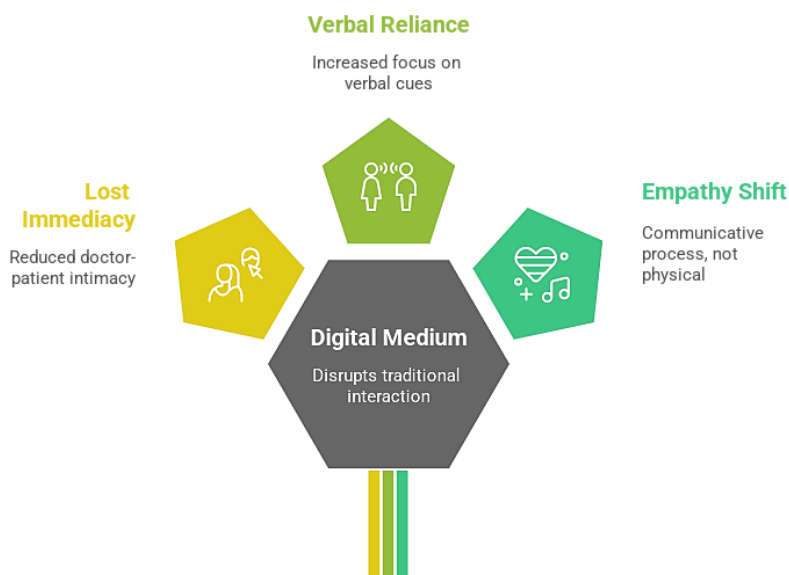 Verbal Reliance
Increased focus on
verbal cues
Lost
Immediacy
Reduced doctor-
patient intimacy
Empathy Shift
Communicative
process, not
physical
Digital Medium
Disrupts traditional
interaction